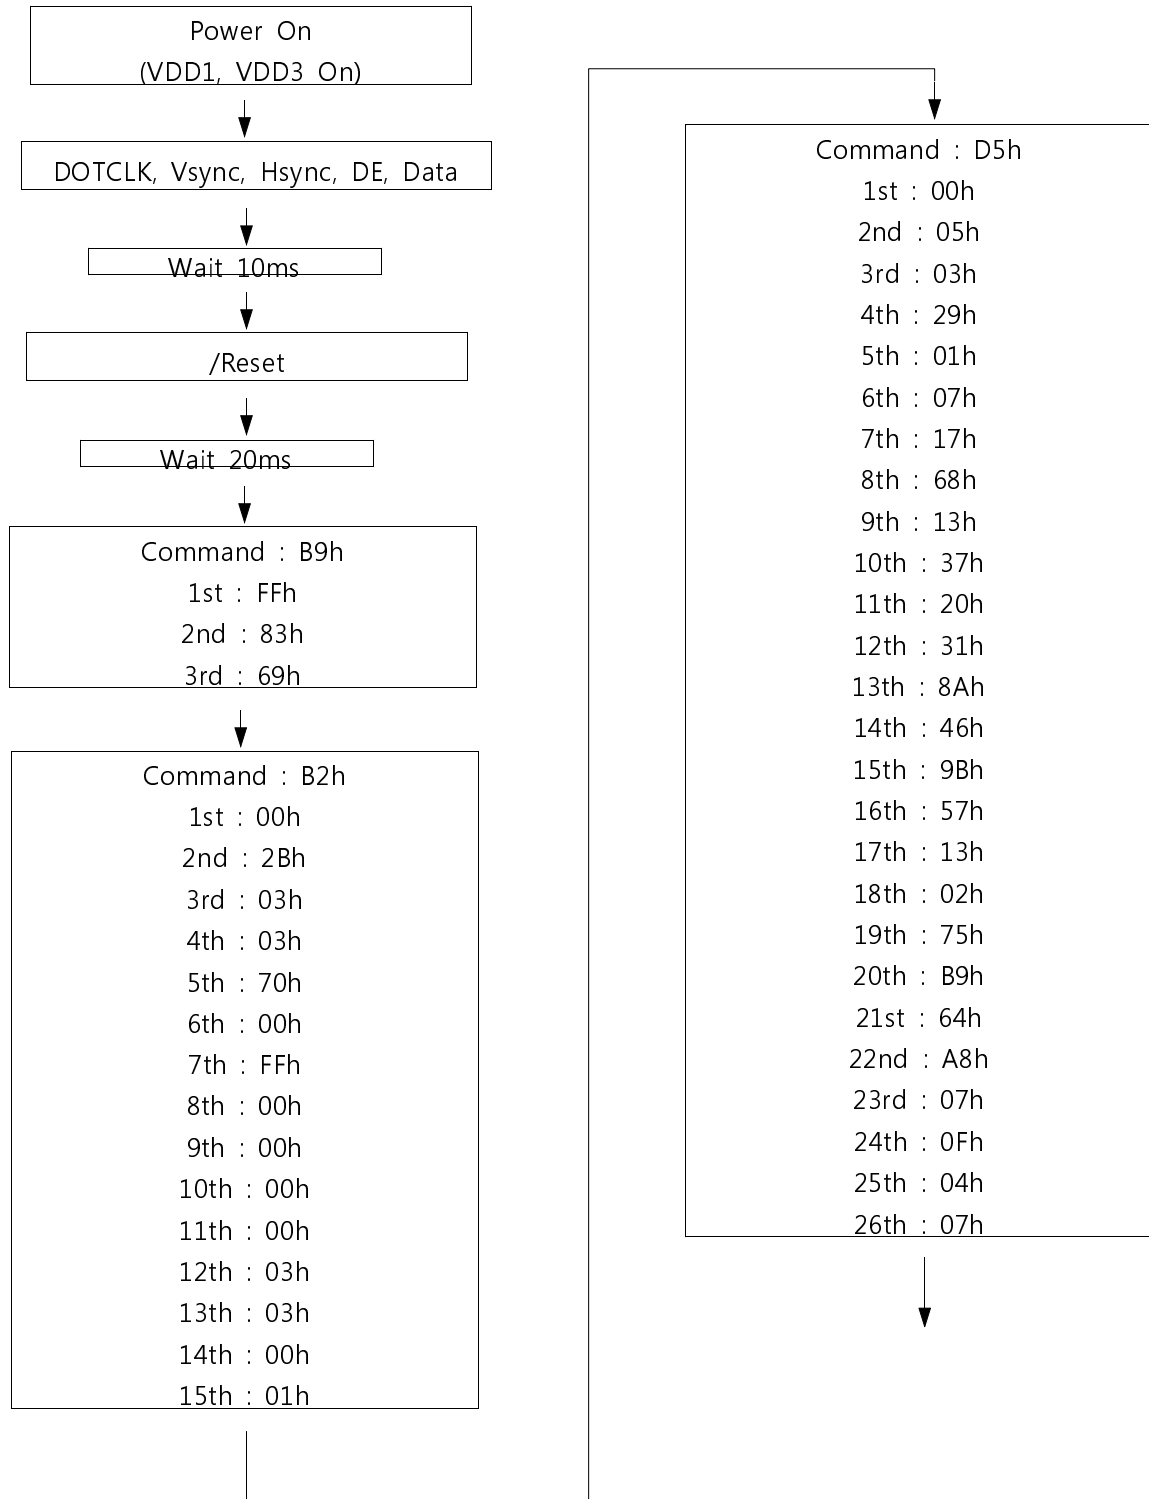 Power On
(VDD1, VDD3 On)
DOTCLK, Vsync, Hsync, DE, Data
Wait 10ms
/Reset
Wait 20ms
Command : B9h
1st : FFh
2nd : 83h
3rd : 69h
Command : B2h
1st : 00h
2nd : 2Bh
3rd : 03h
4th : 03h
5th : 70h
6th : 00h
7th : FFh
8th : 00h
9th : 00h
10th : 00h
11th : 00h
12th : 03h
13th : 03h
14th : 00h
15th : 01h
Command : D5h
1st : 00h
2nd : 05h
3rd : 03h
4th : 29h
5th : 01h
6th : 07h
7th : 17h
8th : 68h
9th : 13h
10th : 37h
11th : 20h
12th : 31h
13th : 8Ah
14th : 46h
15th : 9Bh
16th : 57h
17th : 13h
18th : 02h
19th : 75h
20th : B9h
21st : 64h
22nd : A8h
23rd : 07h
24th : 0Fh
25th : 04h
26th : 07h